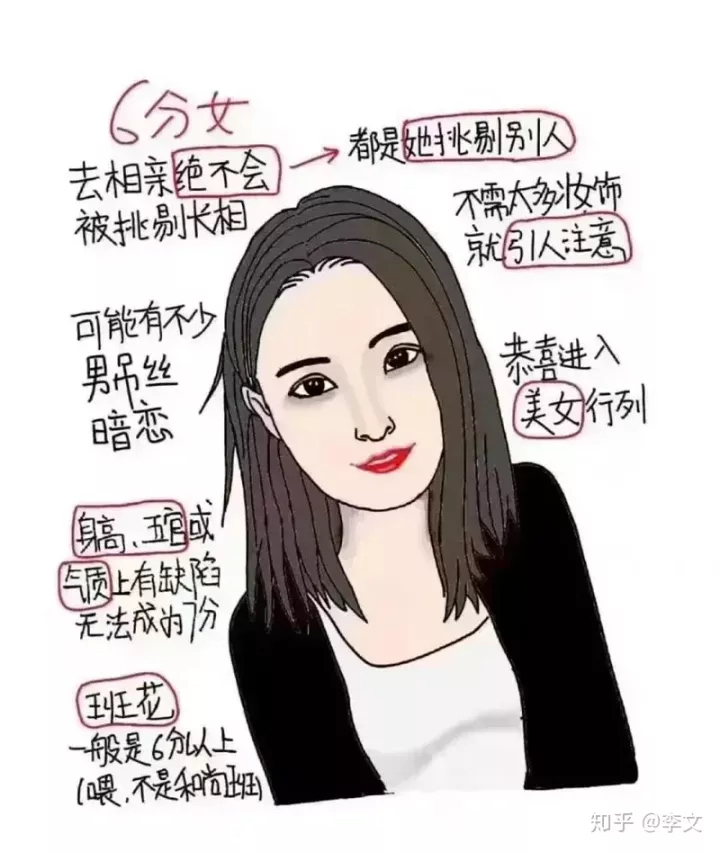 6分女
去相亲绝不会
被挑剔长相
→都是她挑剔别人
不需太多妆饰
就引人注意
可能有不少
男吊丝
暗恋
恭喜进入
美女行列
身高、五官或
气质上有缺陷
无法成为7分
班花
一般是6分以上
(喂,不是和尚班)
知乎 @李文